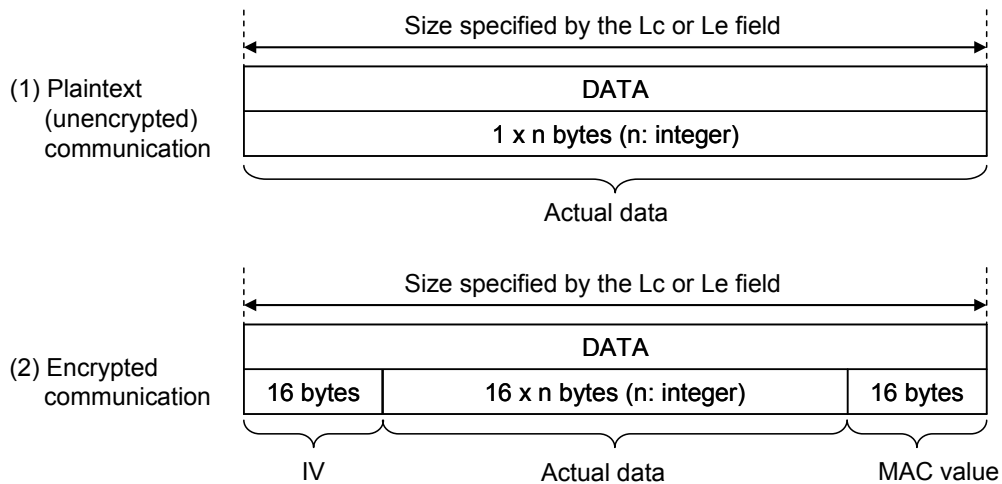 Size specified by the Lc or Le field
(1) Plaintext
(unencrypted)
communication
DATA
1 x n bytes (n: integer)
Actual data
Size specified by the Lc or Le field
(2) Encrypted
communication
DATA
16 bytes
16 x n bytes (n: integer)
16 bytes
IV
Actual data
MAC value